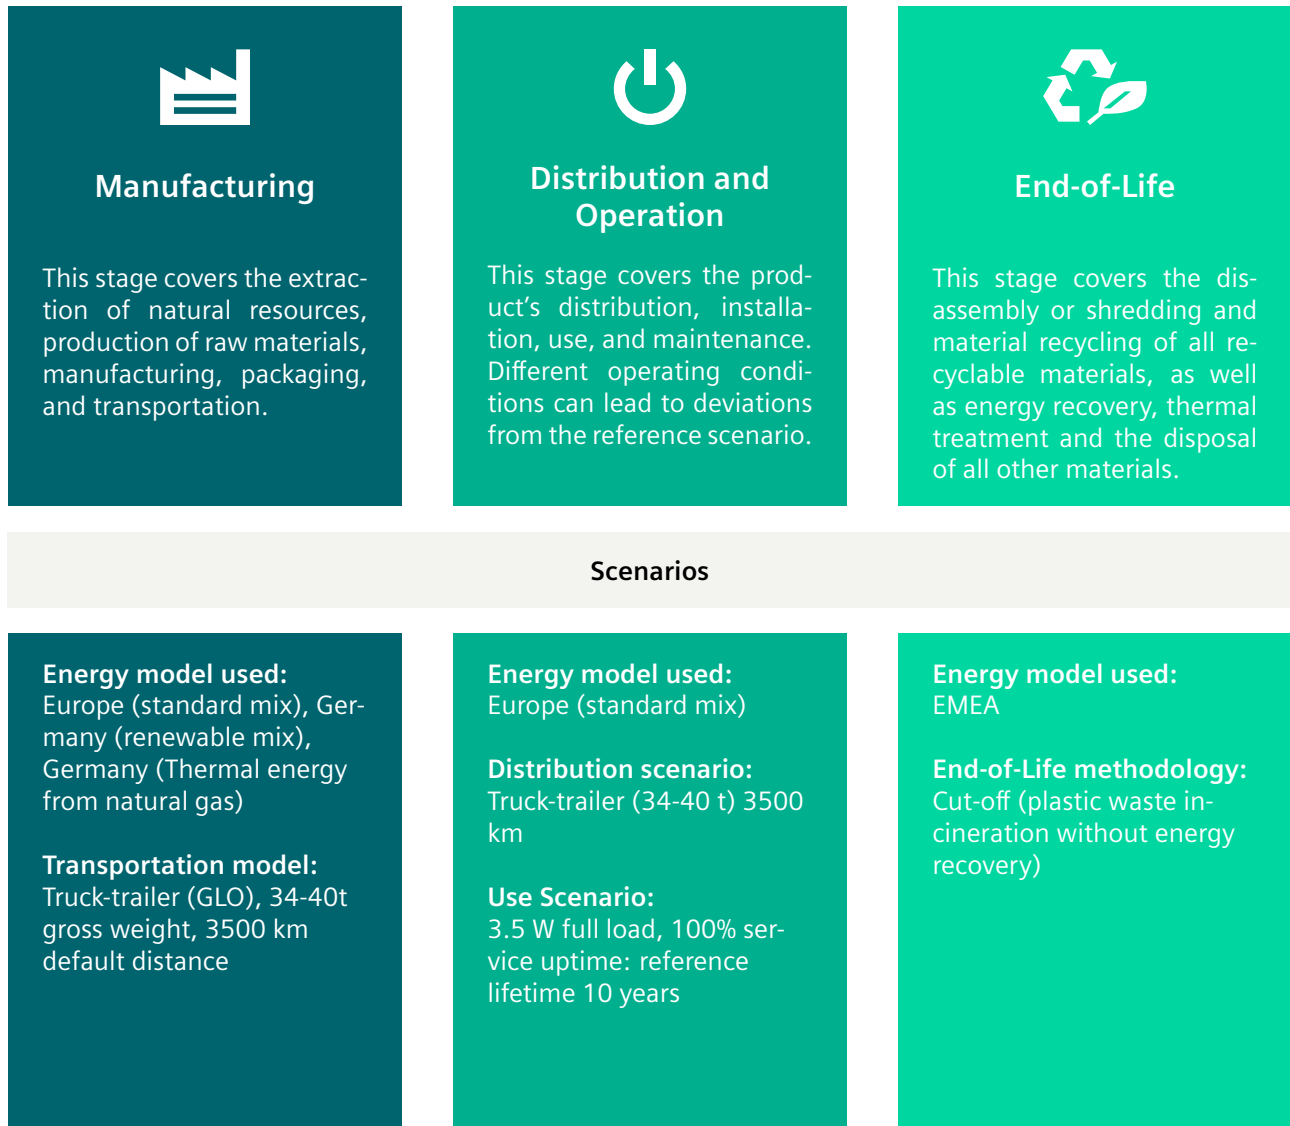 Manufacturing
This stage covers the extrac-
tion of natural resources,
production of raw materials,
manufacturing, packaging,
and transportation.
Distribution and
Operation
This stage covers the prod-
uct's distribution, installa-
tion, use, and maintenance.
Different operating condi-
tions can lead to deviations
from the reference scenario.
End-of-Life
This stage covers the dis-
assembly or shredding and
material recycling of all re-
cyclable materials, as well
as energy recovery, thermal
treatment and the disposal
of all other materials.
Scenarios
Energy model used:
Europe (standard mix), Ger-
many (renewable mix),
Germany (Thermal energy
from natural gas)
Transportation model:
Truck-trailer (GLO), 34-40t
gross weight, 3500 km
default distance
Energy model used:
Europe (standard mix)
Distribution scenario:
Truck-trailer (34-40 t) 3500
km
Use Scenario:
3.5 W full load, 100% ser-
vice uptime: reference
lifetime 10 years
Energy model used:
EMEA
End-of-Life methodology:
Cut-off (plastic waste in-
cineration without energy
recovery)